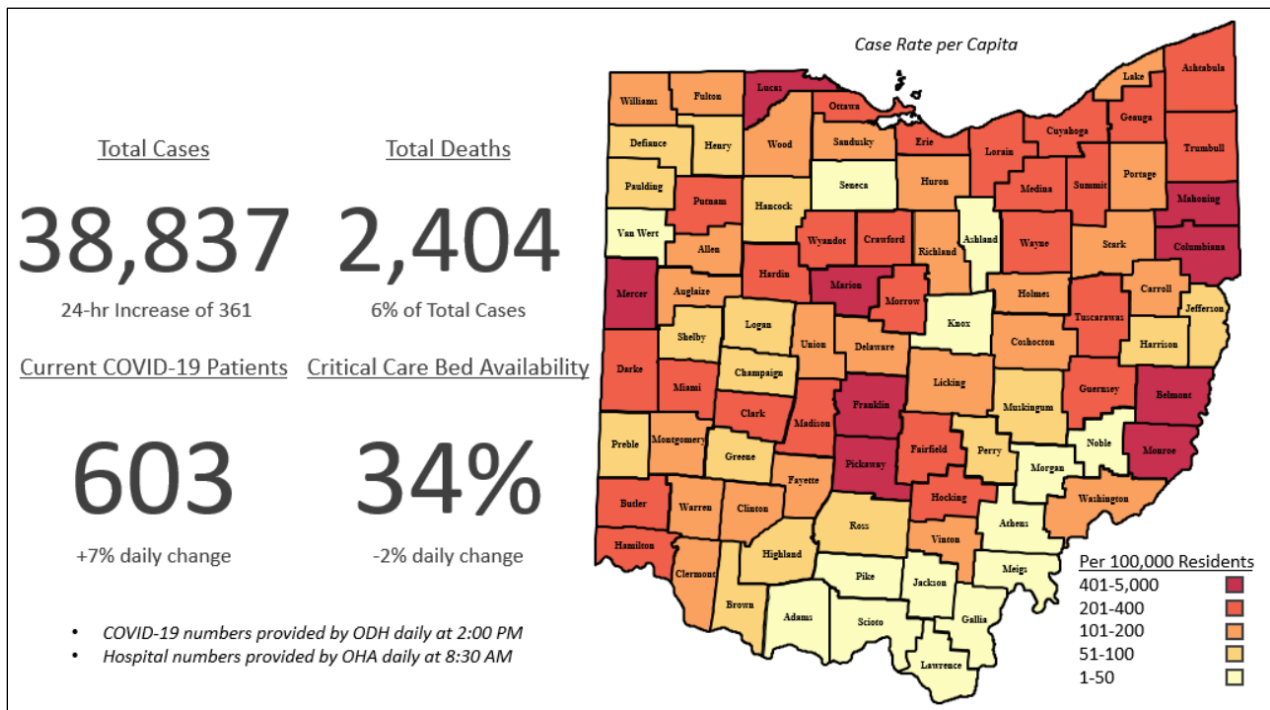 Case Rate per Capita
Total Cases
Total Deaths
38,837
2,404
24-hr Increase of 361
6% of Total Cases
Current COVID-19 Patients
Critical Care Bed Availability
603
34%
+7% daily change
-2% daily change
• COVID-19 numbers provided by ODH daily at 2:00 PM
• Hospital numbers provided by OHA daily at 8:30 AM
Williams
Fulton
Lucas
Ottawa
Lake
Ashtabula
Geauga
Cuyahoga
Defiance
Henry
Wood
Sandusky
Erie
Lorain
Trumbull
Paulding
Putnam
Hancock
Seneca
Huron
Medina
Summit
Portage
Mahoning
Van Wert
Allen
Wyandot
Crawford
Richland
Ashland
Wayne
Stark
Columbiana
Mercer
Auglaize
Hardin
Marion
Morrow
Knox
Holmes
Tuscarawas
Carroll
Jefferson
Shelby
Logan
Union
Delaware
Coshocton
Harrison
Darke
Miami
Champaign
Clark
Madison
Franklin
Licking
Muskingum
Guernsey
Belmont
Preble
Montgomery
Greene
Fayette
Pickaway
Fairfield
Perry
Morgan
Noble
Monroe
Butler
Warren
Clinton
Ross
Hocking
Athens
Washington
Hamilton
Clermont
Brown
Highland
Pike
Vinton
Jackson
Meigs
Adams
Scioto
Gallia
Lawrence
Per 100,000 Residents
401-5,000
201-400
101-200
51-100
1-50